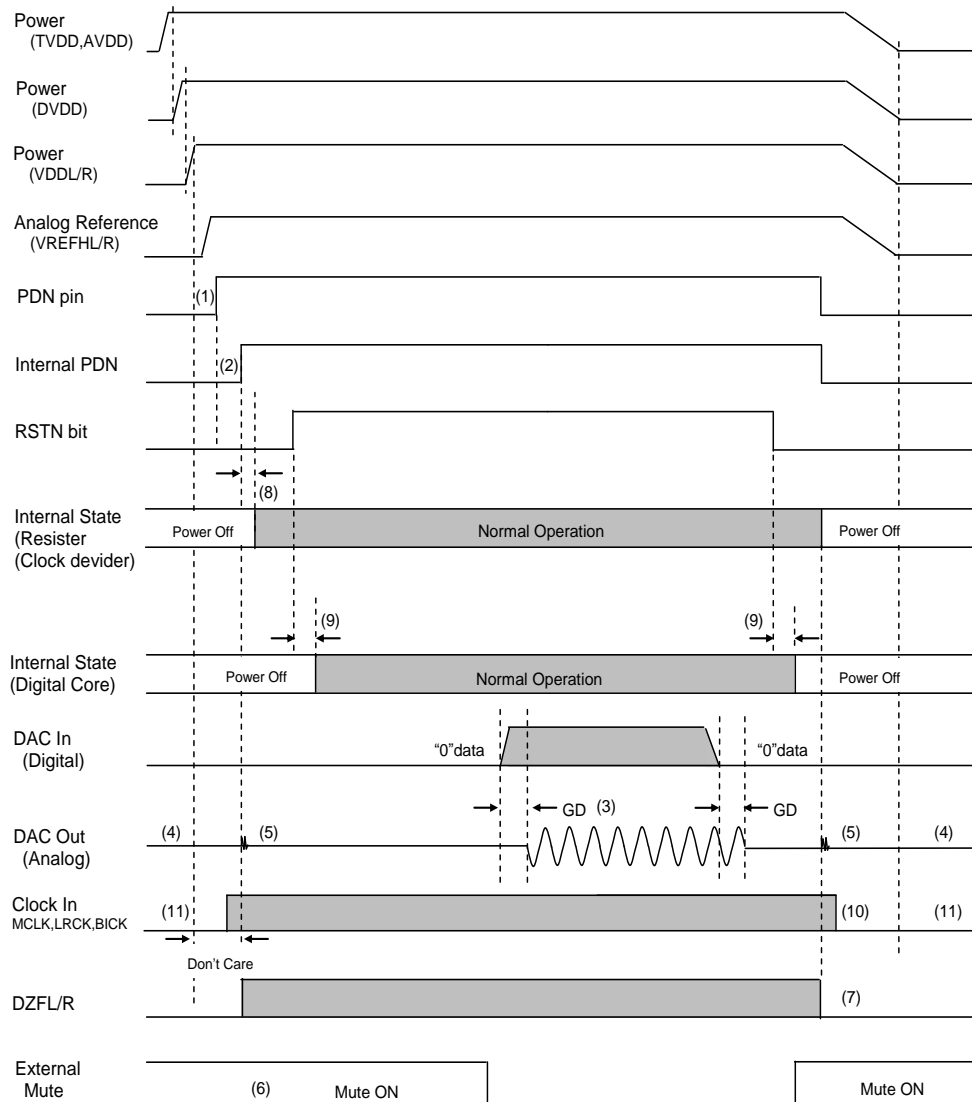 Power
(TVDD,AVDD)
Power
(DVDD)
Power
(VDDL/R)
Analog Reference
(VREFHL/R)
PDN pin
(1)
Internal PDN
(2)
RSTN bit
(8)
Internal State
(Resister
(Clock devider)
Power Off
Normal Operation
Power Off
(9)
(9)
Internal State
(Digital Core)
Power Off
Normal Operation
Power Off
DAC In
(Digital)
“0”data
“0”data
GD
(3)
GD
DAC Out
(Analog)
(4)
(5)
(5)
(4)
Clock In
MCLK,LRCK,BICK
(11)
(10)
(11)
Don't Care
DZFL/R
(7)
External
Mute
(6)
Mute ON
Mute ON